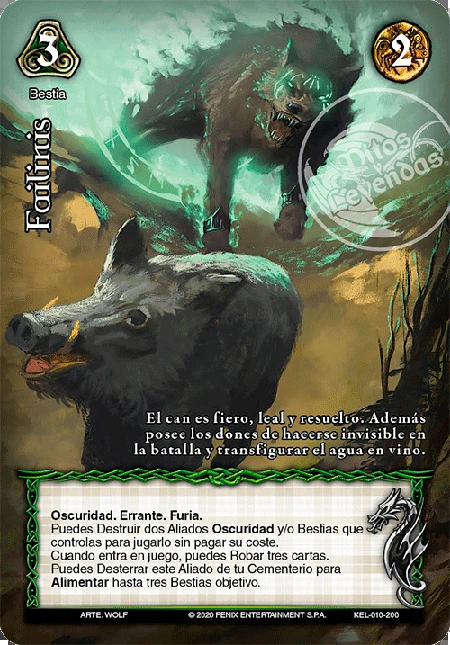 3
2
Bestia
Failinis
Mitos y
Leyendas
El can es fiero, leal y resuelto. Además
posee los dones de hacerse invisible en
la batalla y transfigurar el agua en vino.
Oscuridad. Errante. Furia.
Puedes Destruir dos Aliados Oscuridad y/o Bestias que
controlas para jugarlo sin pagar su coste.
Cuando entra en juego, puedes Robar tres cartas.
Puedes Desterrar este Aliado de tu Cementerio para
Alimentar hasta tres Bestias objetivo.
ARTE: WOLF
© 2020 FENIX ENTERTAINMENT S.P.A.
KEL-010-200